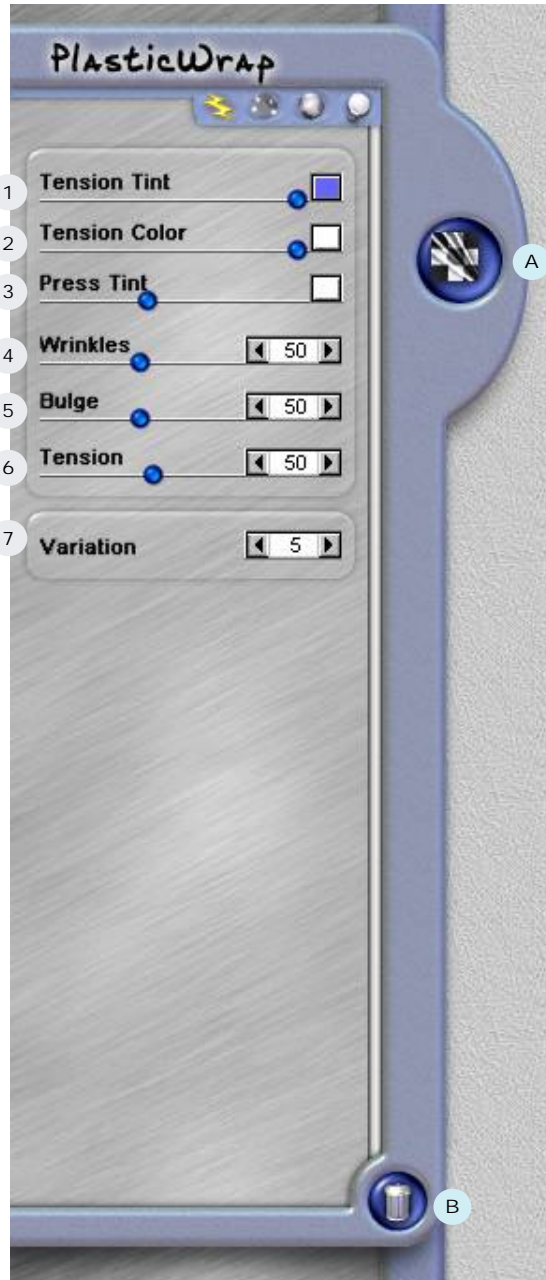 PlasticWrap
1 Tension Tint
2 Tension Color
A
3 Press Tint
4 Wrinkles 50
5 Bulge 50
6 Tension 50
7 Variation 5
B